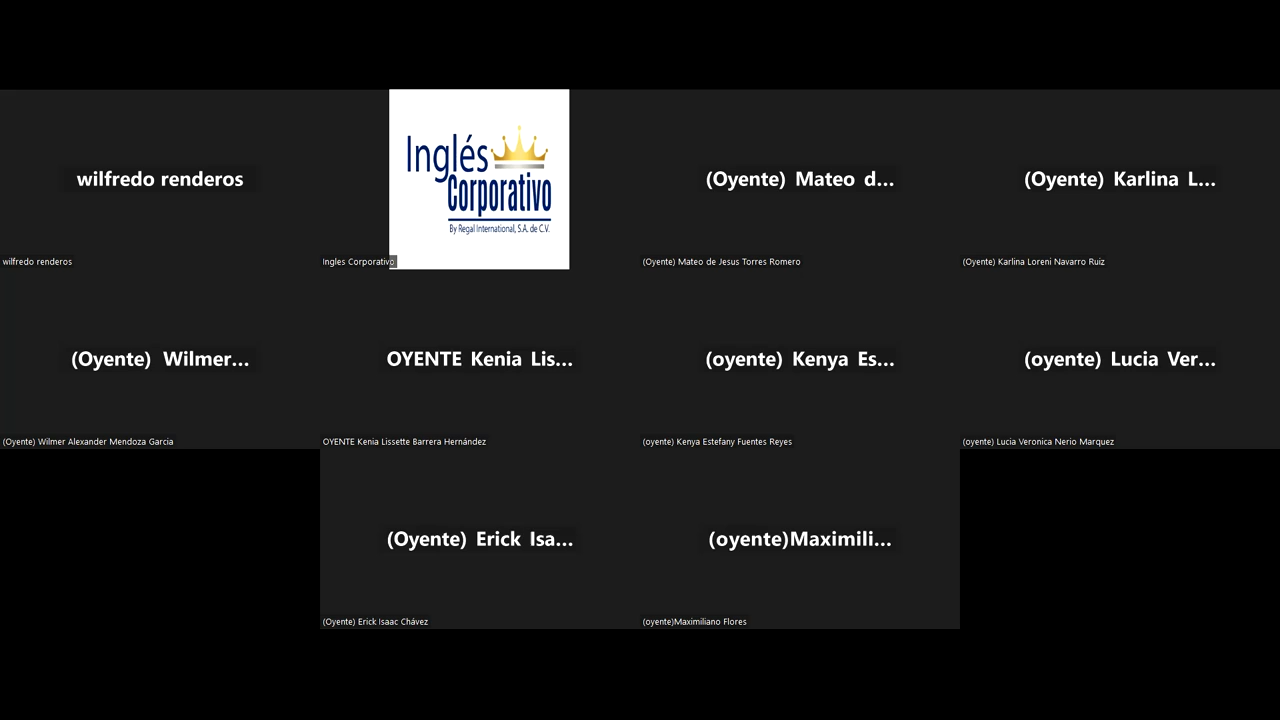 wilfredo renderos
Inglés
Corporativo
By Regal International, S.A. de C.V.
(Oyente) Mateo d...
(Oyente) Karlina L...
wilfredo renderos
Ingles Corporativo
(Oyente) Mateo de Jesus Torres Romero
(Oyente) Karlina Loreni Navarro Ruiz
(Oyente) Wilmer...
OYENTE Kenia Lis...
(oyente) Kenya Es...
(oyente) Lucia Ver...
(Oyente) Wilmer Alexander Mendoza Garcia
OYENTE Kenia Lissette Barrera Hernández
(oyente) Kenya Estefany Fuentes Reyes
(oyente) Lucia Veronica Nerio Marquez
(Oyente) Erick Isa...
(oyente)Maximili...
(Oyente) Erick Isaac Chávez
(oyente)Maximiliano Flores